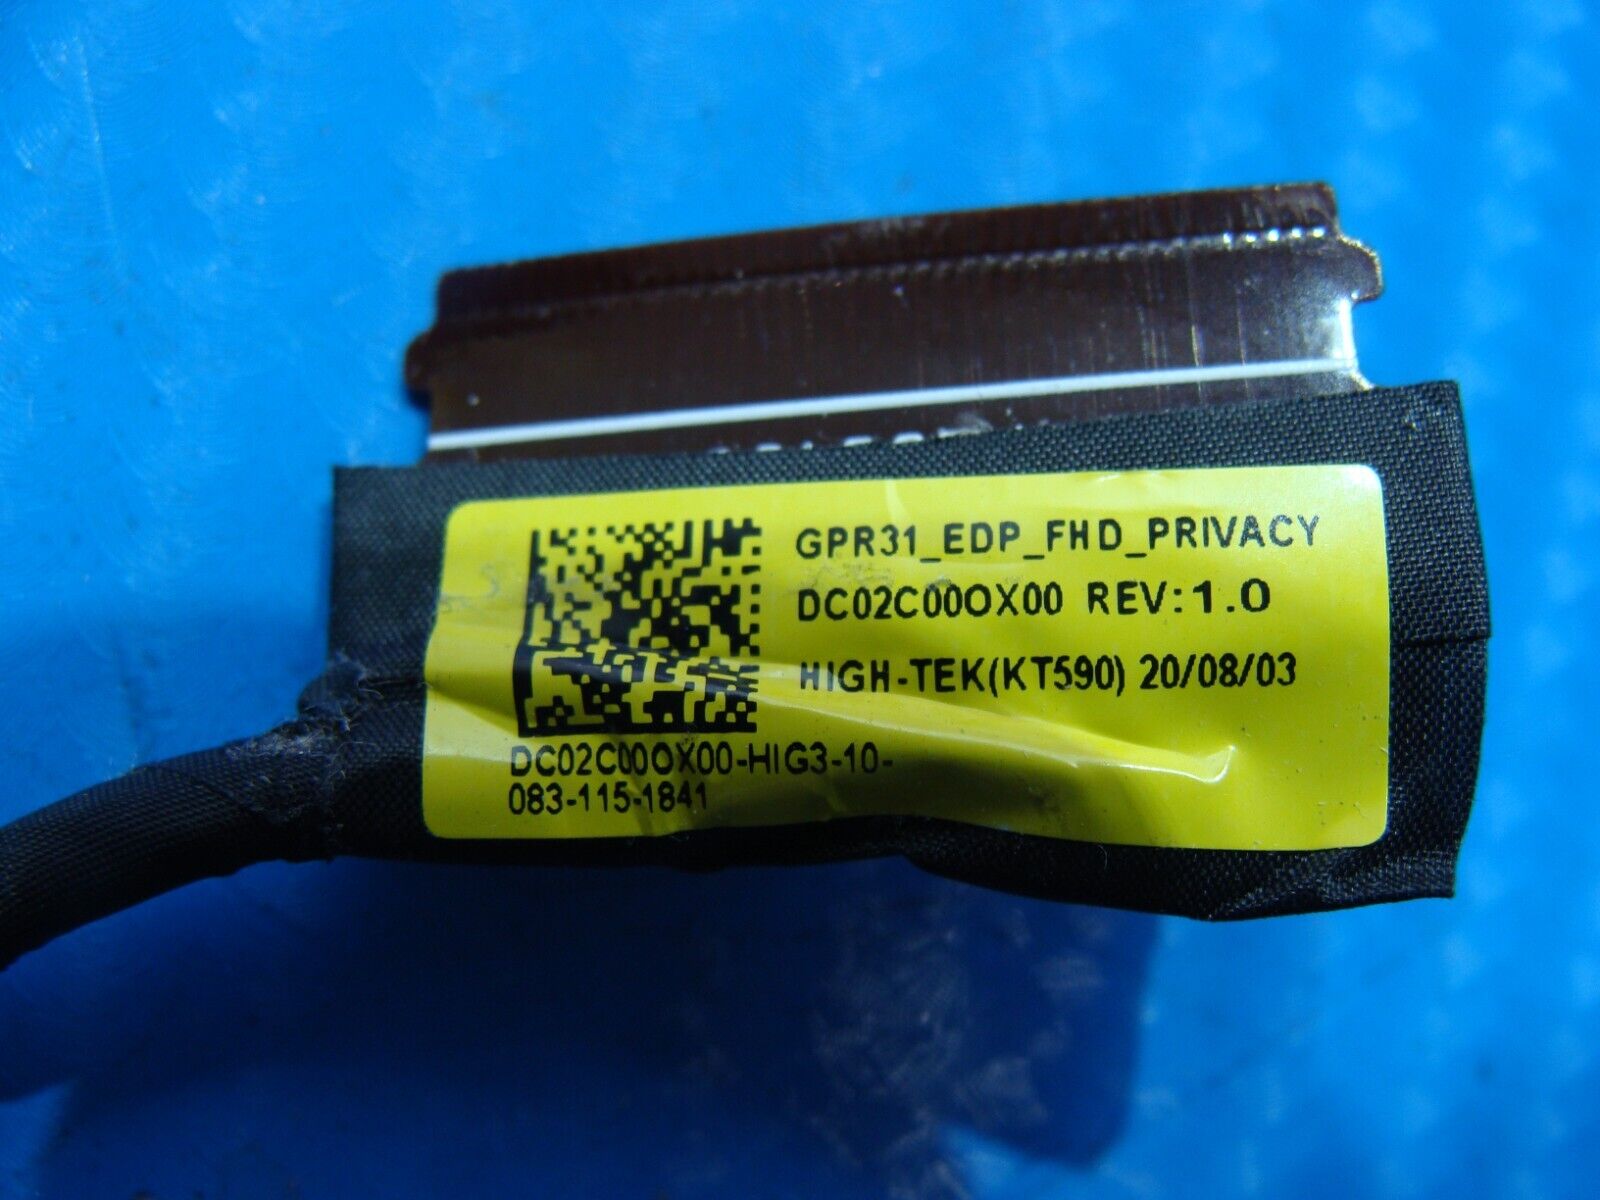 GPR31_EDP_FHD_PRIVACY
DC02C00OX00 REV:1.0
HIGH-TEK(KT590) 20/08/03
DC02C00OX00-HIG3-10-
083-115-1841